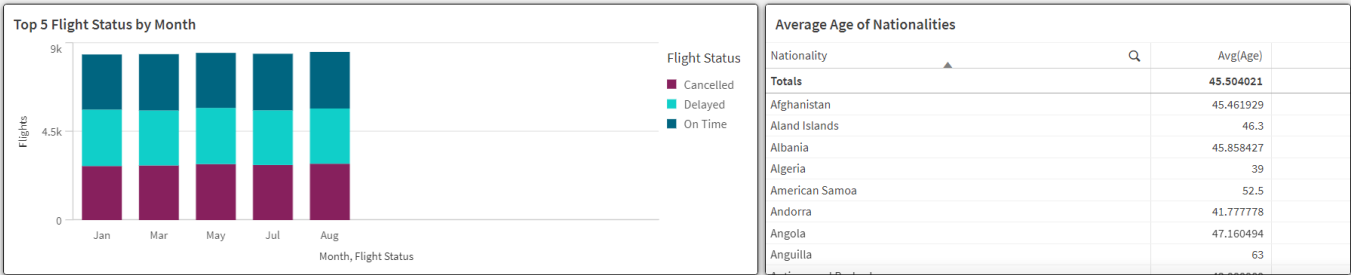 Top 5 Flight Status by Month
9k
4.5k
0
Flights
Jan Mar May Jul Aug
Month, Flight Status
Flight Status
Cancelled
Delayed
On Time
Average Age of Nationalities
Nationality Avg(Age)
Totals 45.504021
Afghanistan 45.461929
Aland Islands 46.3
Albania 45.858427
Algeria 39
American Samoa 52.5
Andorra 41.777778
Angola 47.160494
Anguilla 63